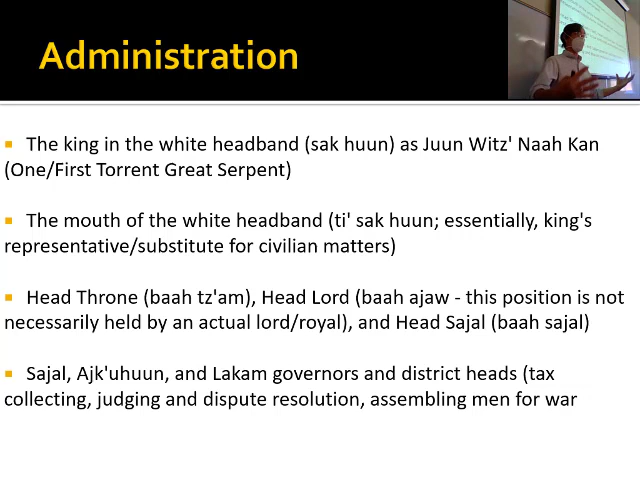 Administration
The king in the white headband (sak huun) as Juun Witz' Naah Kan
(One/First Torrent Great Serpent)
The mouth of the white headband (ti' sak huun; essentially, king's
representative/substitute for civilian matters)
Head Throne (baah tz'am), Head Lord (baah ajaw - this position is not
necessarily held by an actual lord/royal), and Head Sajal (baah sajal)
Sajal, Ajk'uhuun, and Lakam governors and district heads (tax
collecting, judging and dispute resolution, assembling men for war